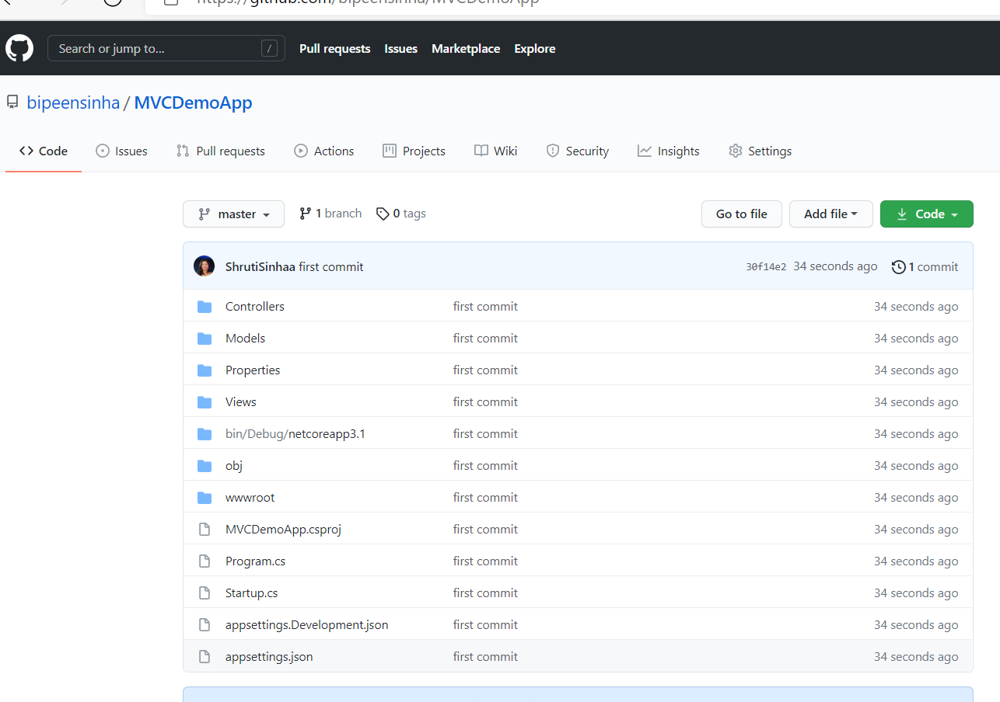 https://github.com/bipeensinha/MVCDemoApp
Search or jump to... / Pull requests Issues Marketplace Explore
bipeensinha / MVCDemoApp
Code Issues Pull requests Actions Projects Wiki Security Insights Settings
master 1 branch 0 tags Go to file Add file Code
ShrutiSinhaa first commit 30f14e2 34 seconds ago 1 commit
Controllers first commit 34 seconds ago
Models first commit 34 seconds ago
Properties first commit 34 seconds ago
Views first commit 34 seconds ago
bin/Debug/netcoreapp3.1 first commit 34 seconds ago
obj first commit 34 seconds ago
wwwroot first commit 34 seconds ago
MVCDemoApp.csproj first commit 34 seconds ago
Program.cs first commit 34 seconds ago
Startup.cs first commit 34 seconds ago
appsettings.Development.json first commit 34 seconds ago
appsettings.json first commit 34 seconds ago